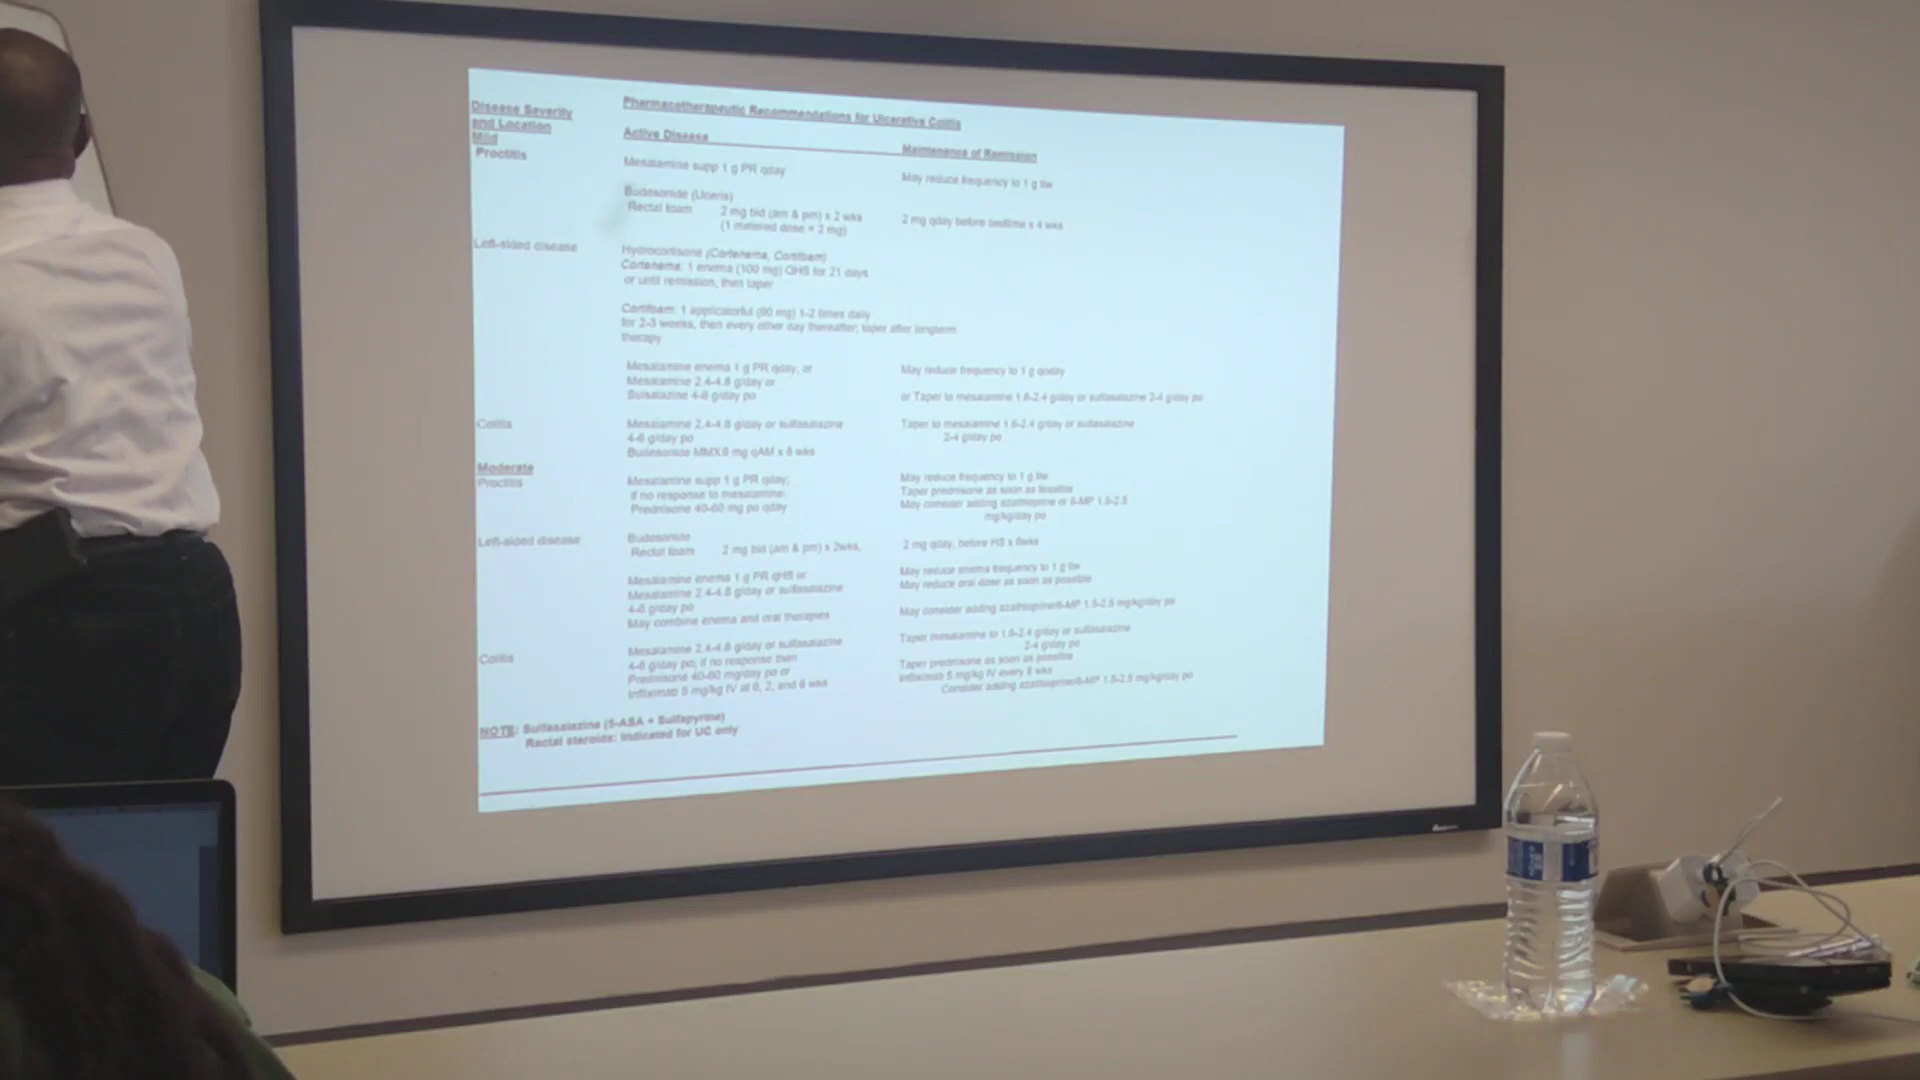 Pharmacotherapeutic Recommendations for Ulcerative Colitis
Disease Severity
and Location
Active Disease
Maintenance of Remission
Mild
Proctitis
Mesalamine supp 1 g PR qday
May reduce frequency to 1 g tiw
Budesonide (Uceris)
Rectal foam 2 mg bid (am & pm) x 2 wks
(1 metered dose = 2 mg)
2 mg qday before bedtime x 4 wks
Left-sided disease
Hydrocortisone (Cortenema, Cortifoam)
Cortenema: 1 enema (100 mg) QHS for 21 days
or until remission, then taper
Cortifoam: 1 applicatorful (90 mg) 1-2 times daily
for 2-3 weeks, then every other day thereafter; taper after longterm
therapy
Mesalamine enema 1 g PR qday, or
Mesalamine 2.4-4.8 g/day or
4-6 g/day po
May reduce frequency to 1 g qoday
or Taper to mesalamine 1.6-2.4 g/day or sulfasalazine 2-4 g/day po
Colitis
Mesalamine 2.4-4.8 g/day or sulfasalazine
4-6 g/day po
Budesonide MMX mg qAM x 8 wks
Taper to mesalamine 1.6-2.4 g/day or sulfasalazine
2-4 g/day po
Moderate
Proctitis
Mesalamine supp 1 g PR qday;
If no response to mesalamine:
Prednisone 40-60 mg po qday
May reduce frequency to 1 g tiw
Taper prednisone as soon as possible
May consider adding azathioprine or 6-MP 1.5-2.5
mg/kg/day po
Left-sided disease
Budesonide
Rectal foam 2 mg bid (am & pm) x 2wks,
2 mg qday, before HS x
Mesalamine enema 1 g PR qHS or
Mesalamine 2.4-4.8 g/day or sulfasalazine
4-6 g/day po
May combine enema and oral therapies
May reduce enema frequency to 1 g tiw
May reduce oral dose as soon as possible
May consider adding azathioprine/6-MP 1.5-2.5 mg/kg/day po
Colitis
Mesalamine 2.4-4.8 g/day or sulfasalazine
4-6 g/day po; if no response then
Prednisone 40-60 mg/day po or
Infliximab 5 mg/kg IV at 0, 2, and 6 wks
Taper mesalamine to 1.6-2.4 g/day or sulfasalazine
2-4 g/day po
Taper prednisone as soon as possible
Infliximab 5 mg/kg IV every 8 wks
Consider adding azathioprine/6-MP 1.5-2.5 mg/kg/day po
NOTE: Sulfasalazine (5-ASA +
Rectal steroids: Indicated for UC only